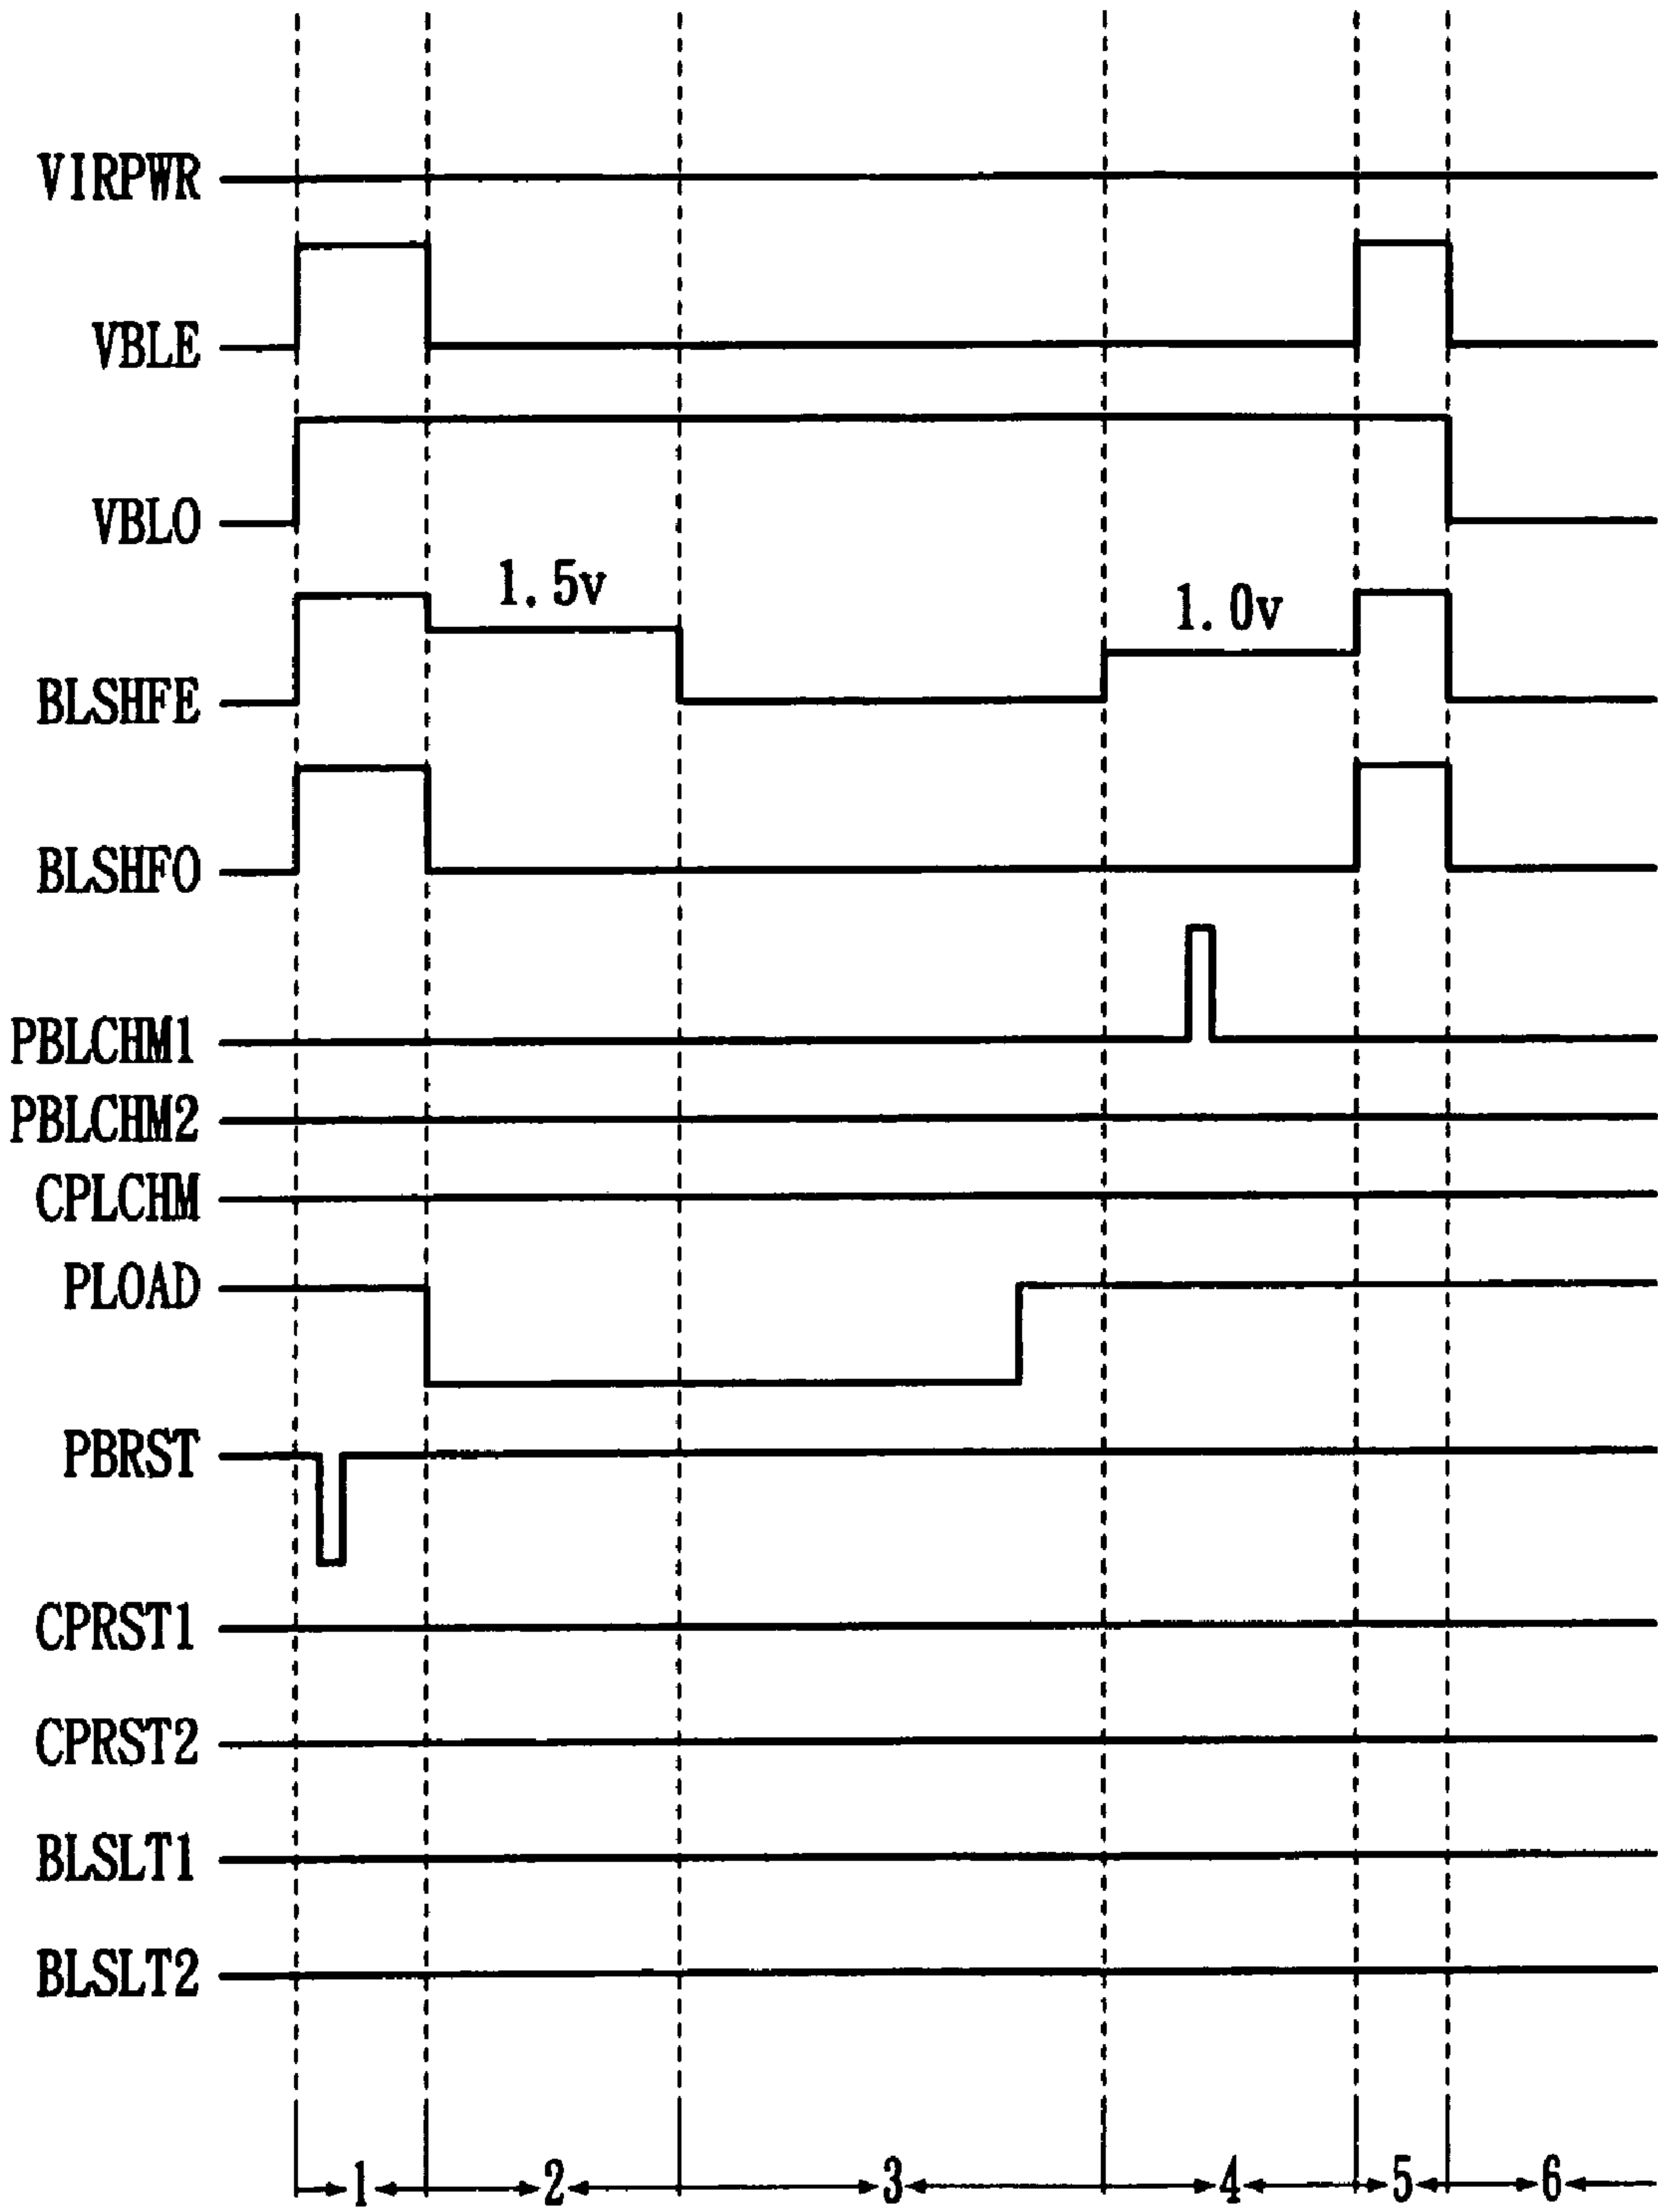 VIRPWR
VBLE
VBLO
1.5v
1.0v
BLSHFE
BLSHFO
PBLCHM1
PBLCHM2
CPLCHM
PLOAD
PBRST
CPRST1
CPRST2
BLSLT1
BLSLT2
1 2 3 4 5 6